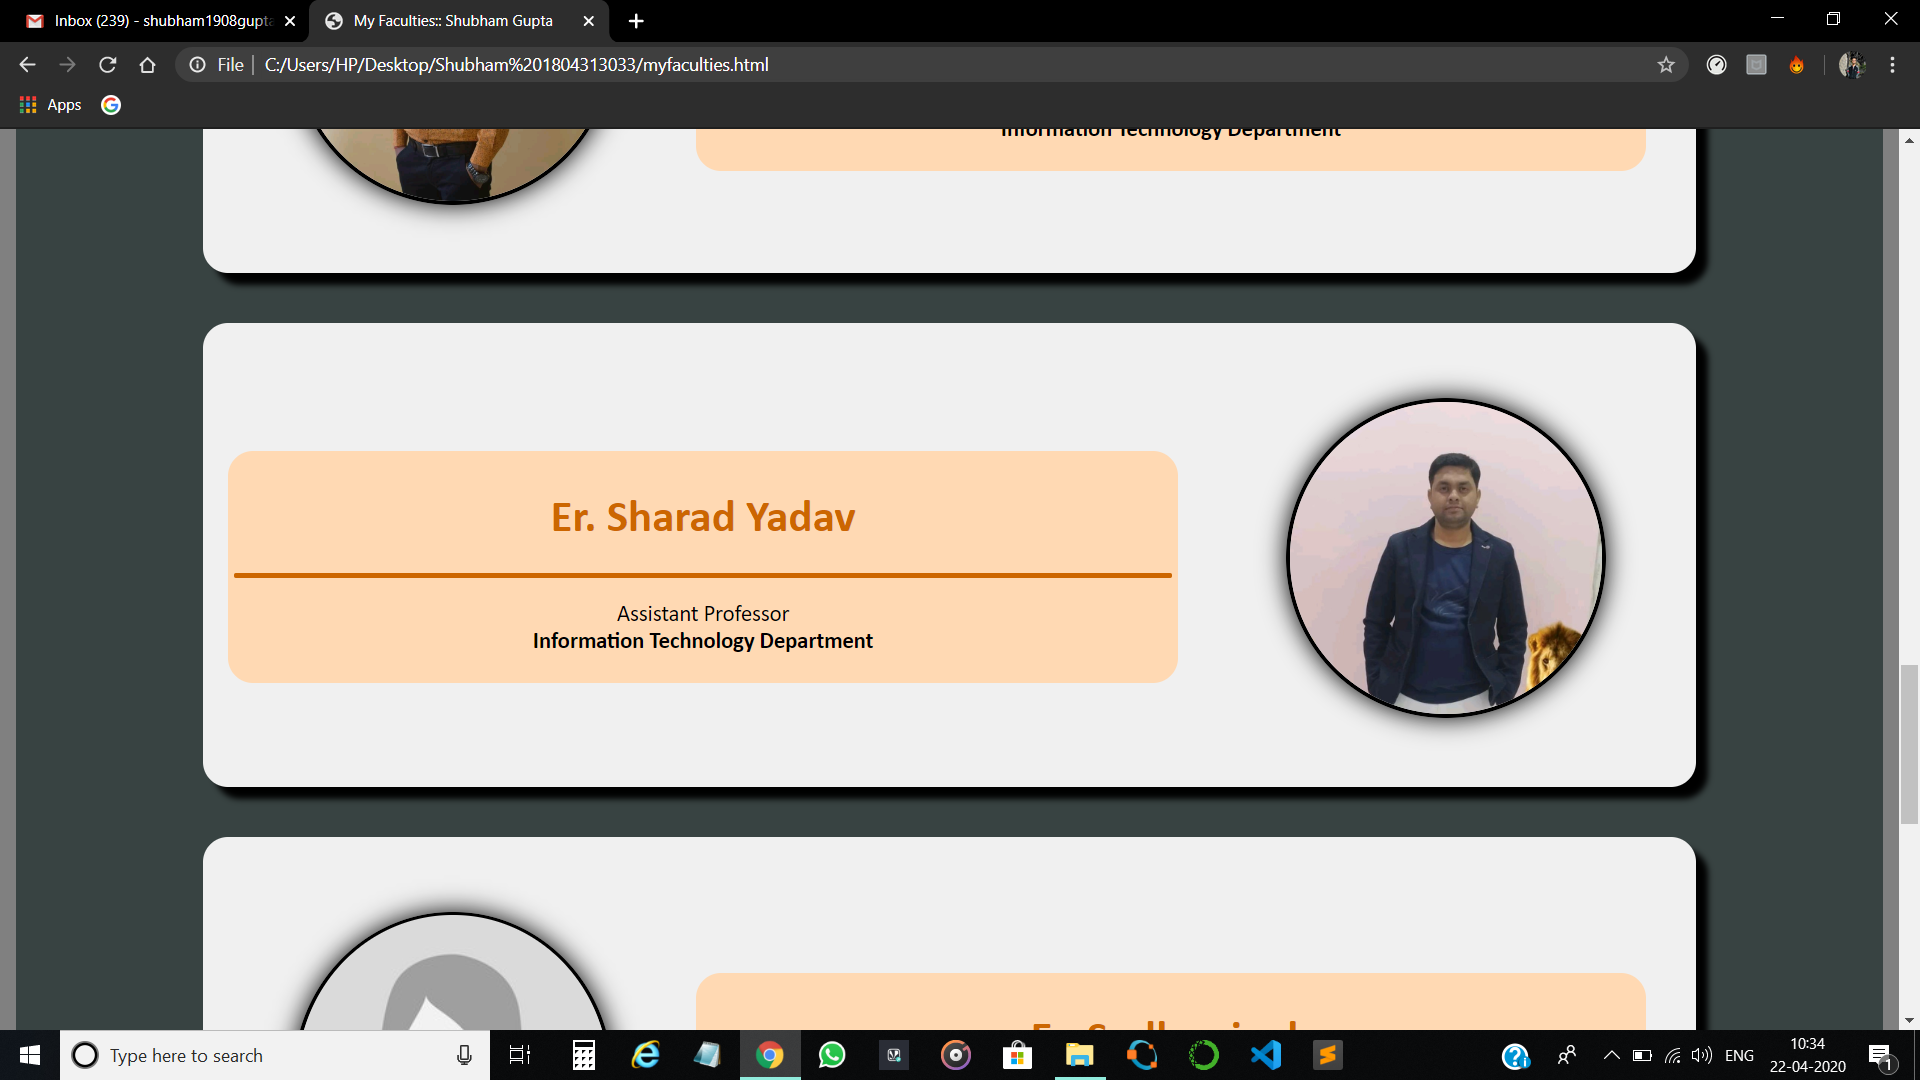 Inbox (239) - shubham1908gupta
My Faculties:: Shubham Gupta
File
C:/Users/HP/Desktop/Shubham%201804313033/myfaculties.html
Apps
Information Technology Department
Er. Sharad Yadav
Assistant Professor
Information Technology Department
Type here to search
ENG
10:34
22-04-2020
1